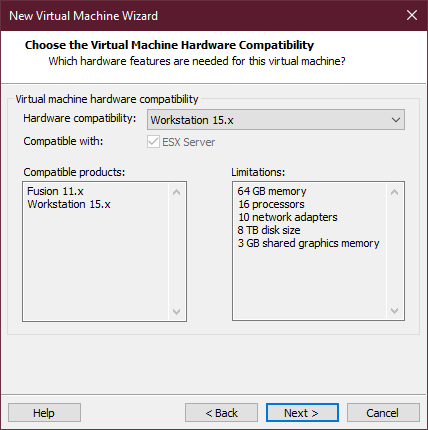 New Virtual Machine Wizard
Choose the Virtual Machine Hardware Compatibility
Which hardware features are needed for this virtual machine?
Virtual machine hardware compatibility
Hardware compatibility: Workstation 15.x
Compatible with: ESX Server
Compatible products: Limitations:
Fusion 11.x
Workstation 15.x
64 GB memory
16 processors
10 network adapters
8 TB disk size
3 GB shared graphics memory
Help < Back Next > Cancel